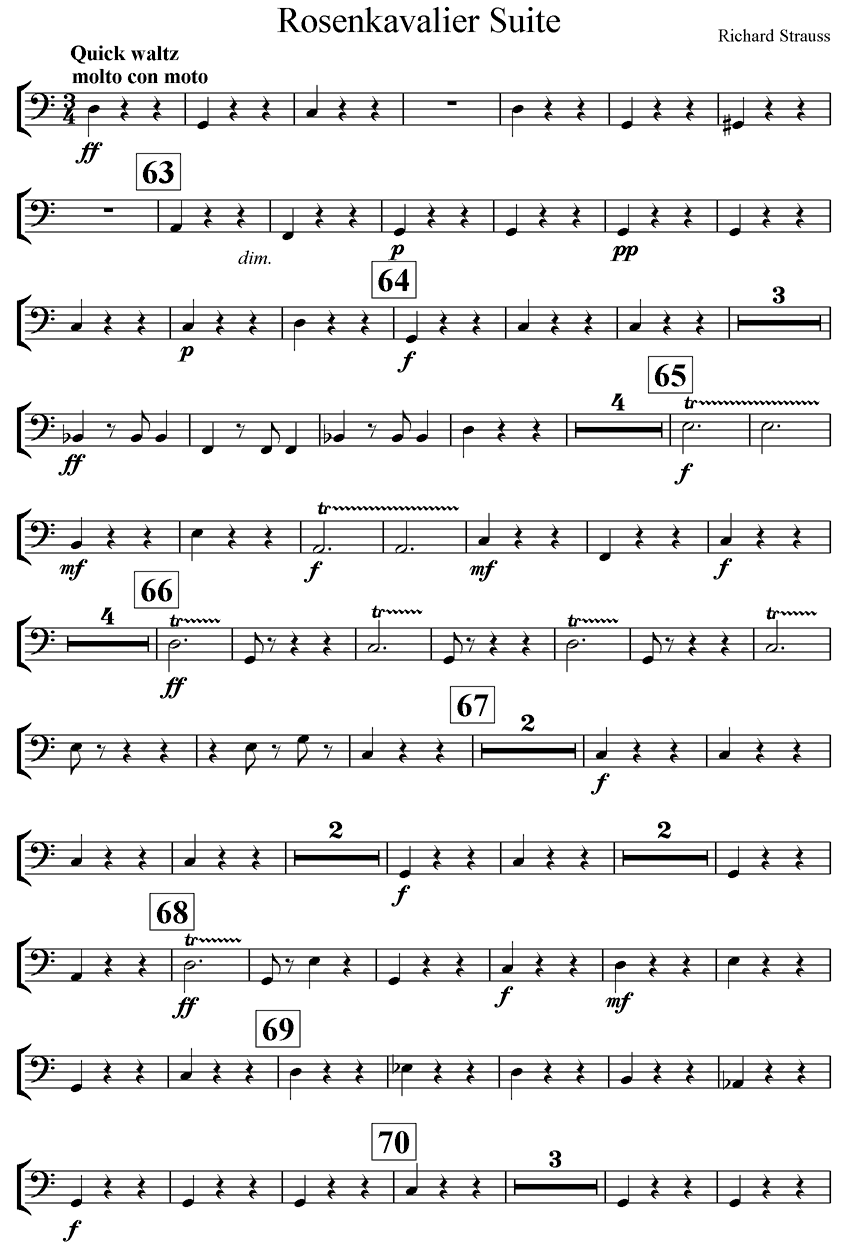 Rosenkavalier Suite
Richard Strauss
Quick waltz
molto con moto
3
4
ff
63
dim.
p
pp
64
3
p
f
65
4
tr
ff
f
tr
mf
f
mf
f
66
4
tr
tr
tr
tr
ff
67
2
f
2
2
f
68
tr
ff
f
mf
69
70
3
f